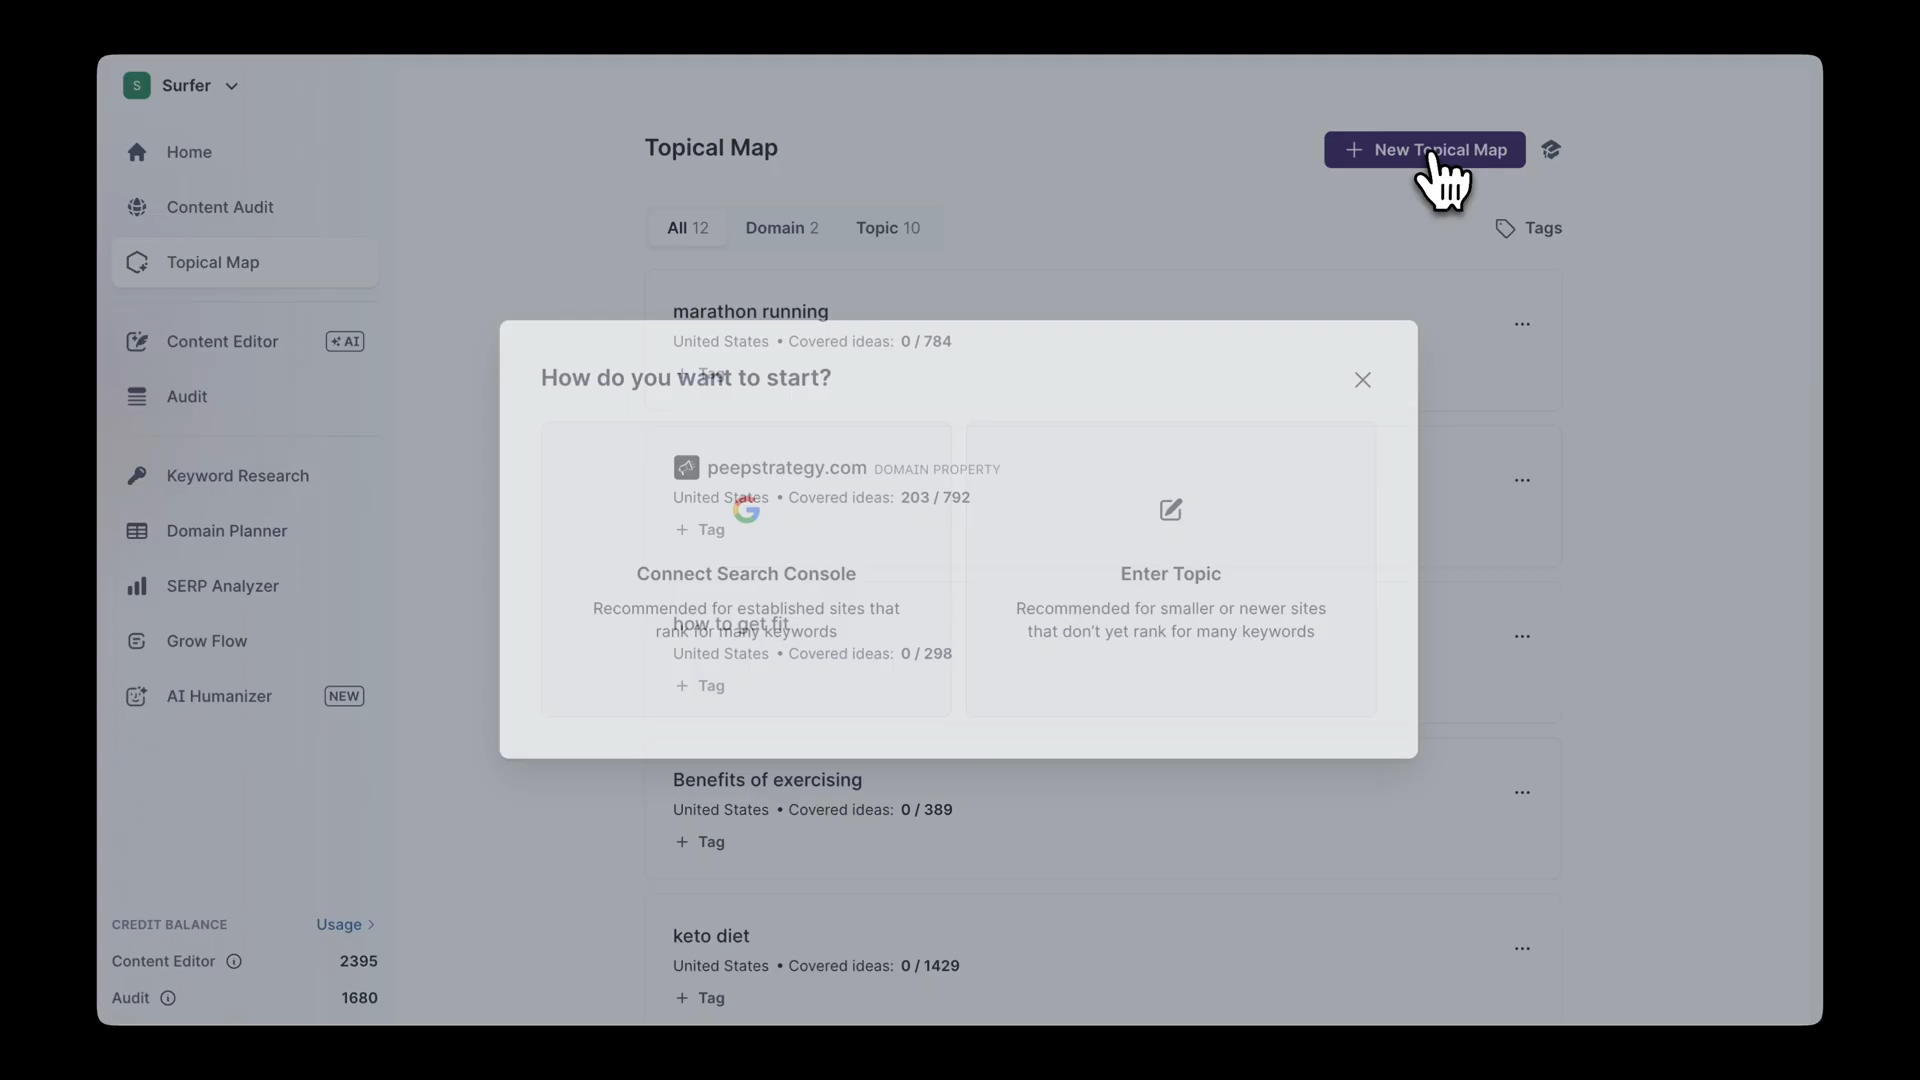 S Surfer
Home
Content Audit
Topical Map
Content Editor AI
Audit
Keyword Research
Domain Planner
SERP Analyzer
Grow Flow
AI Humanizer NEW
CREDIT BALANCE Usage
Content Editor 2395
Audit 1680
Topical Map
+ New Topical Map
All 12 Domain 2 Topic 10
Tags
marathon running
United States • Covered ideas: 0 / 784
+ Tag
peepstrategy.com DOMAIN PROPERTY
United States • Covered ideas: 203 / 792
+ Tag
how to get fit
United States • Covered ideas: 0 / 298
+ Tag
Benefits of exercising
United States • Covered ideas: 0 / 389
+ Tag
keto diet
United States • Covered ideas: 0 / 1429
+ Tag
How do you want to start?
Connect Search Console
Recommended for established sites that
rank for many keywords
Enter Topic
Recommended for smaller or newer sites
that don't yet rank for many keywords